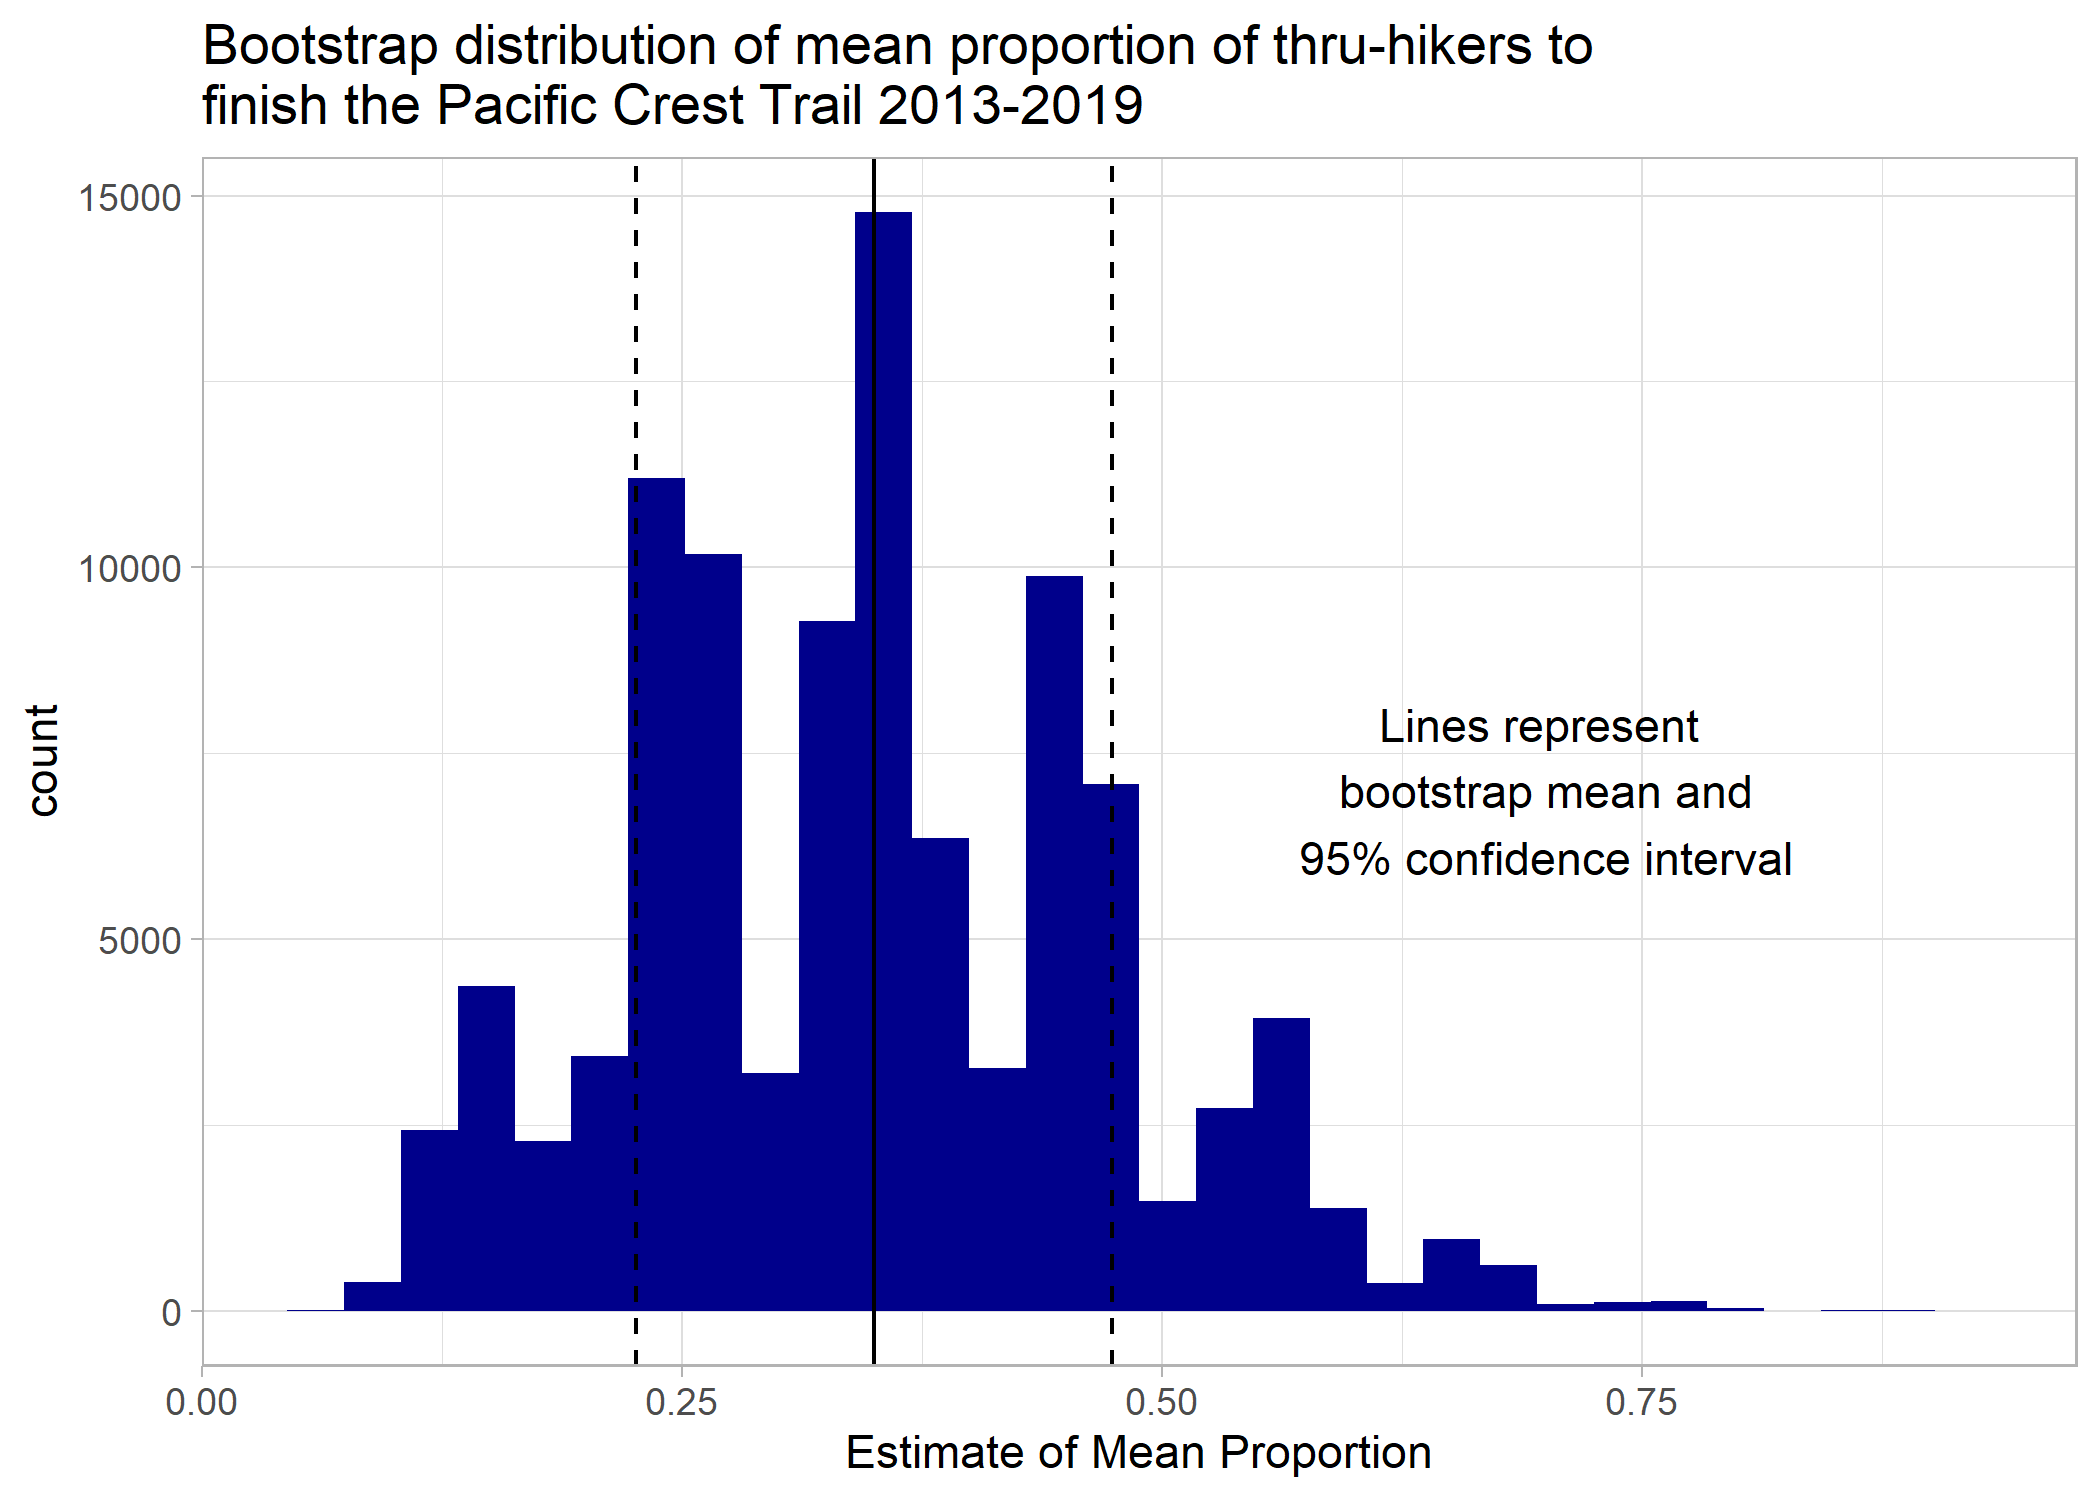 Bootstrap distribution of mean proportion of thru-hikers to
finish the Pacific Crest Trail 2013-2019
15000
10000
5000
0
count
Lines represent
bootstrap mean and
95% confidence interval
0.00
0.25
0.50
0.75
Estimate of Mean Proportion